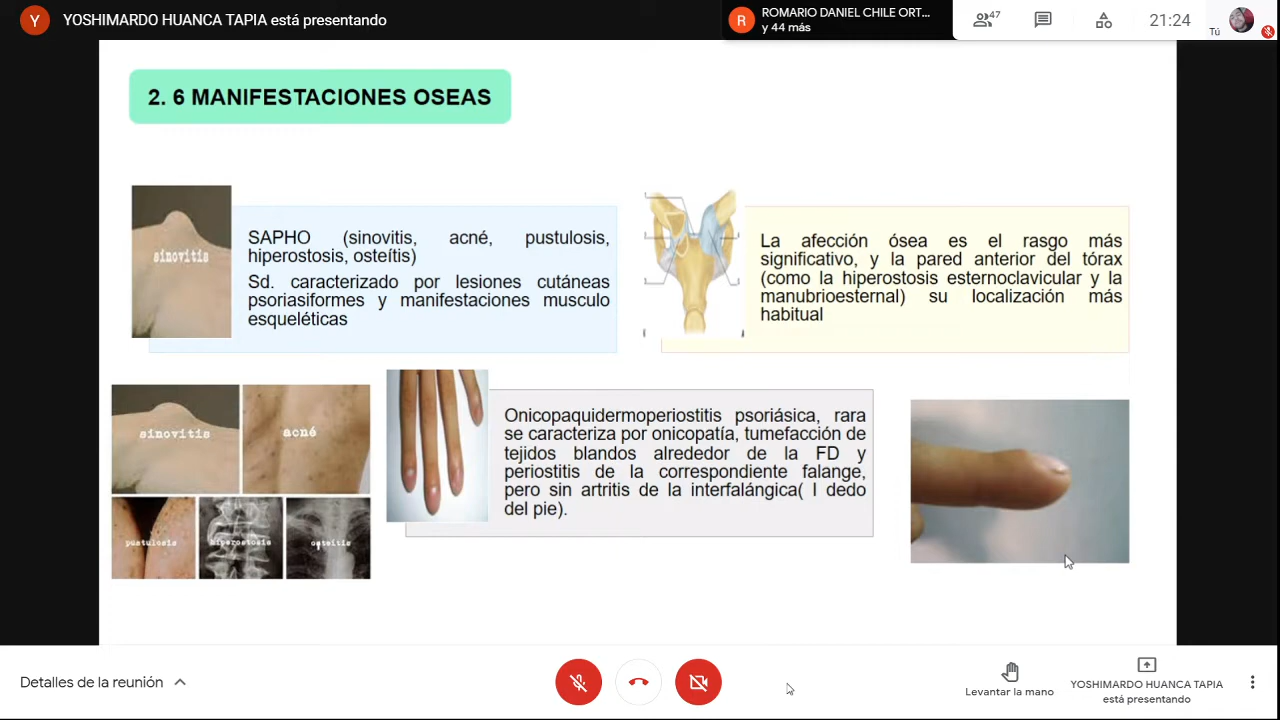 Y
YOSHIMARDO HUANCA TAPIA está presentando
R
ROMARIO DANIEL CHILE ORT...
y 44 más
47
21:24
Tú
2. 6 MANIFESTACIONES OSEAS
sinovitis
SAPHO (sinovitis, acné, pustulosis,
hiperostosis, osteítis)
Sd. caracterizado por lesiones cutáneas
psoriasiformes y manifestaciones musculo
esqueléticas
La afección ósea es el rasgo más
significativo, y la pared anterior del tórax
(como la hiperostosis esternoclavicular y la
manubrioesternal) su localización más
habitual
sinovitis
acné
pustulosis
hiperostosis
osteitis
Onicopaquidermoperiostitis psoriásica, rara
se caracteriza por onicopatía, tumefacción de
tejidos blandos alrededor de la FD y
periostitis de la correspondiente falange,
pero sin artritis de la interfalángica( I dedo
del pie).
Detalles de la reunión
Levantar la mano
YOSHIMARDO HUANCA TAPIA
está presentando